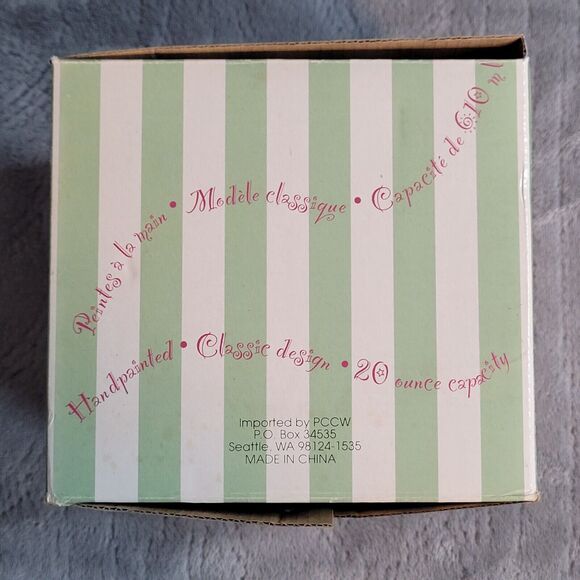 Peintes à la main • Modèle classique • Capacité de 610 ml
Handpainted • Classic design • 20 ounce capacity
Imported by PCCW
P.O. Box 34535
Seattle, WA 98124-1535
MADE IN CHINA